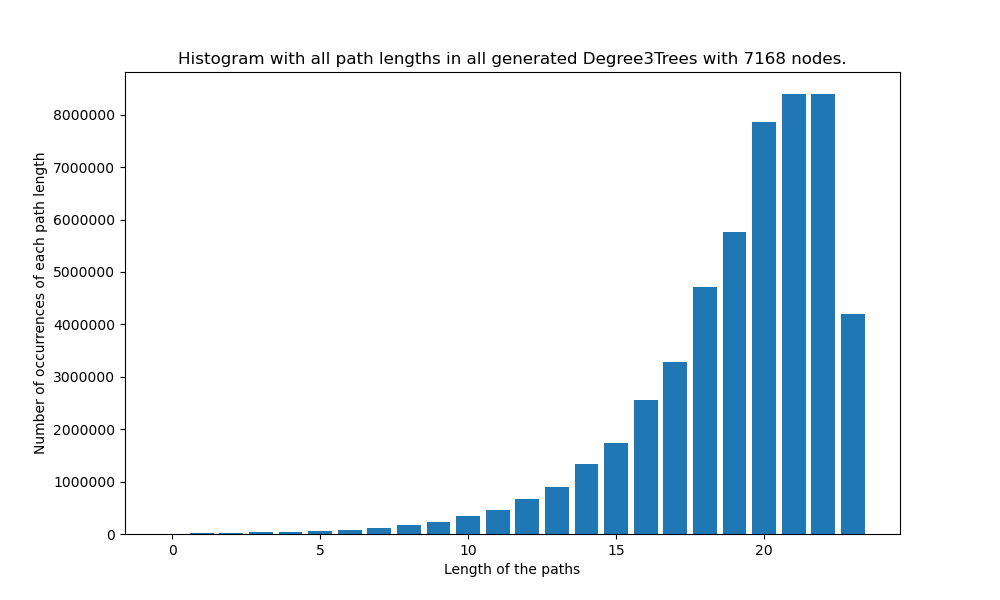 Histogram with all path lengths in all generated Degree3Trees with 7168 nodes.
Number of occurrences of each path length
8000000
7000000
6000000
5000000
4000000
3000000
2000000
1000000
0
0 5 10 15 20
Length of the paths